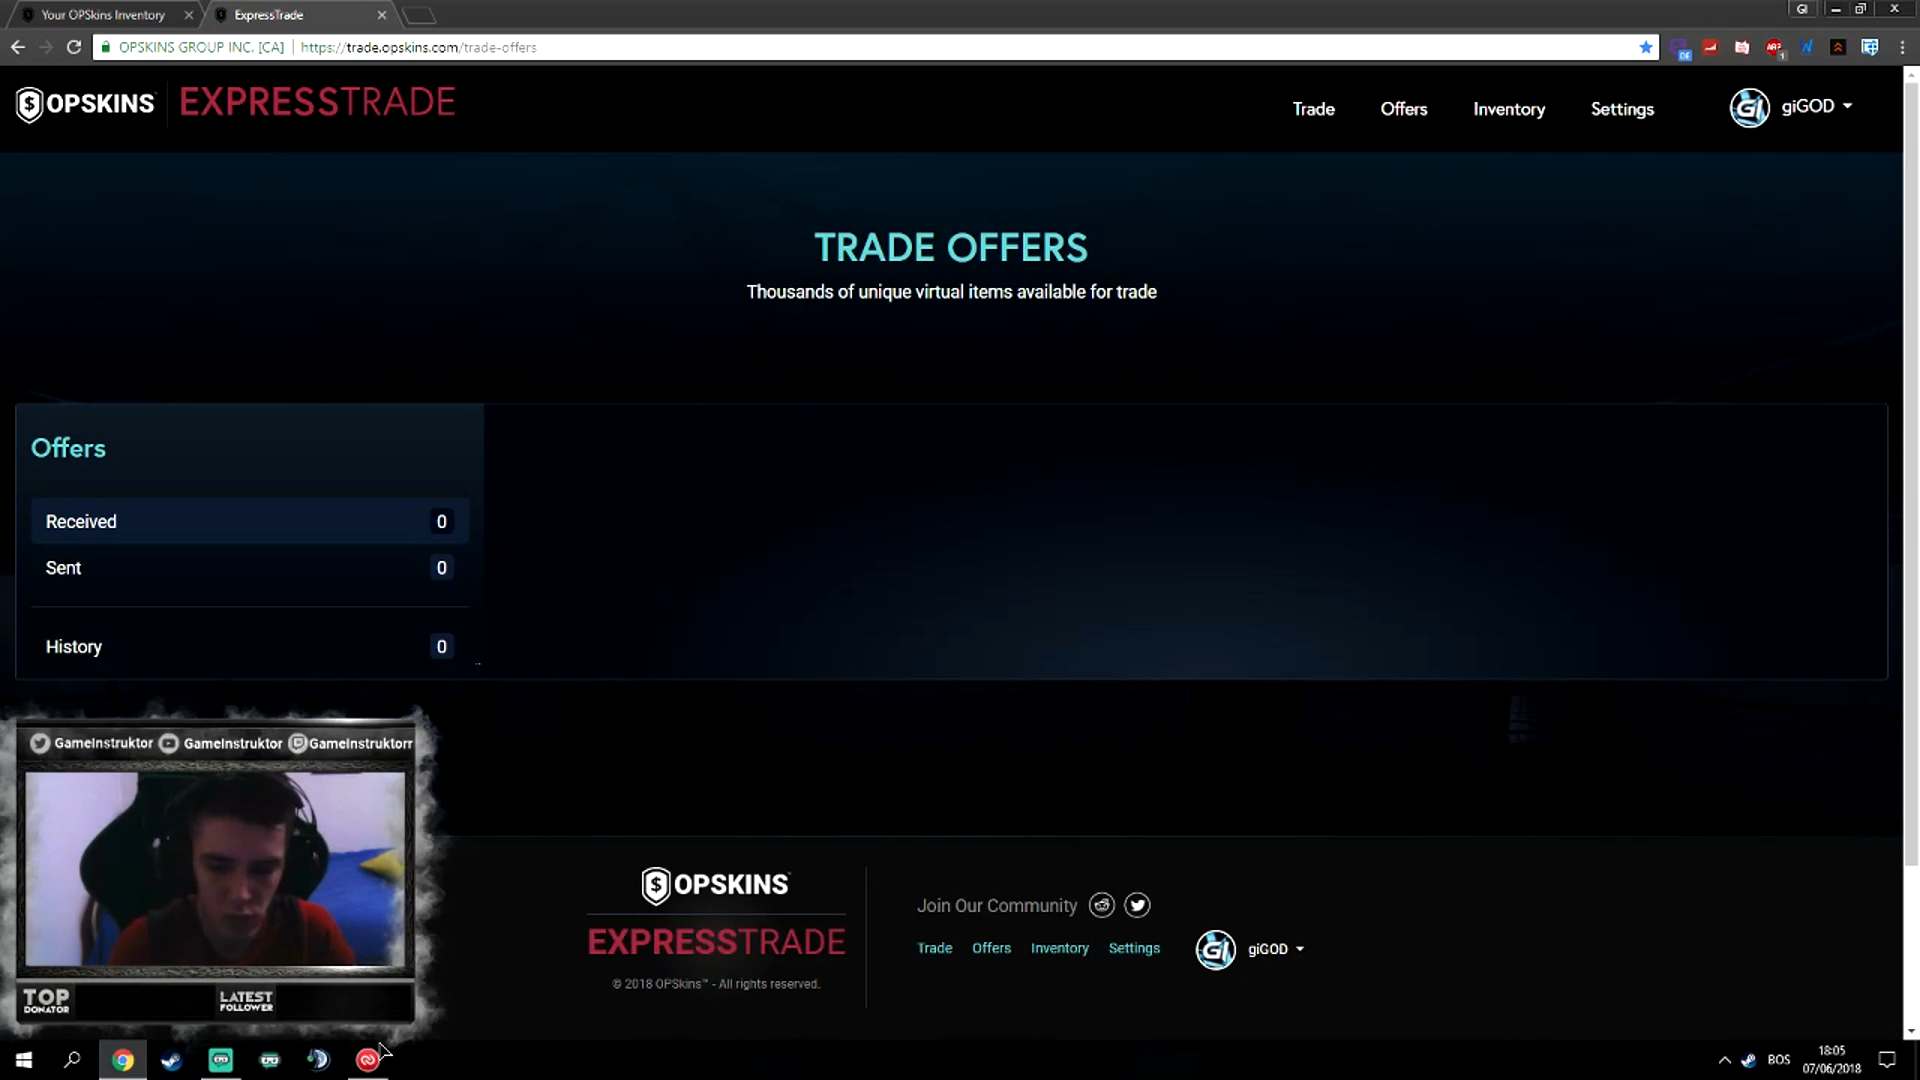 Your OPSkins Inventory
ExpressTrade
GI
OPSKINS GROUP INC. [CA] | https://trade.opskins.com/trade-offers
OPSKINS
EXPRESSTRADE
Trade
Offers
Inventory
Settings
giGOD
TRADE OFFERS
Thousands of unique virtual items available for trade
Offers
Received 0
Sent 0
History 0
GameInstruktor
GameInstruktor
GameInstruktorr
TOP
DONATOR
LATEST
FOLLOWER
OPSKINS
EXPRESSTRADE
© 2018 OPSkins™ - All rights reserved.
Join Our Community
Trade
Offers
Inventory
Settings
giGOD
BOS
18:05
07/06/2018